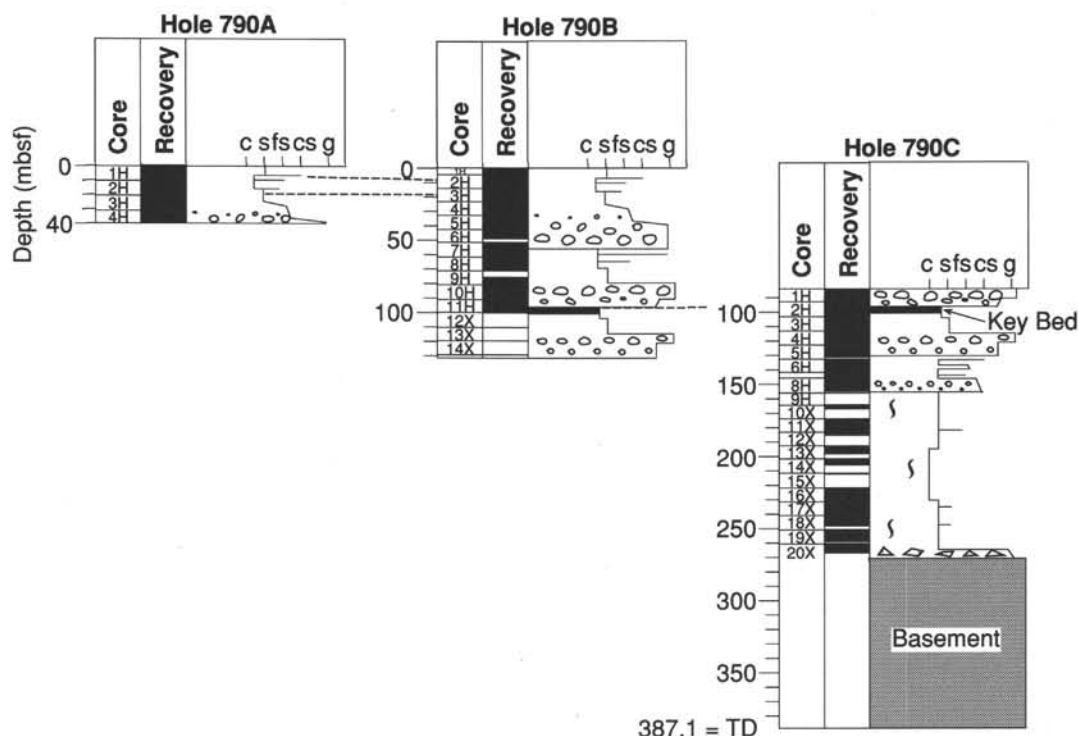 Hole 790A
Core
Recovery
c s fs cs g
Depth (mbsf)
0
40
1H
2H
3H
4H
Hole 790B
Core
Recovery
c s fs cs g
0
50
100
1H
2H
3H
4H
5H
6H
7H
8H
9H
10H
11H
12X
13X
14X
Hole 790C
Core
Recovery
c s fs cs g
100
150
200
250
300
350
387.1 = TD
1H
2H
3H
4H
5H
6H
8H
9H
10X
11X
12X
13X
14X
15X
16X
17X
18X
19X
20X
Key Bed
Basement